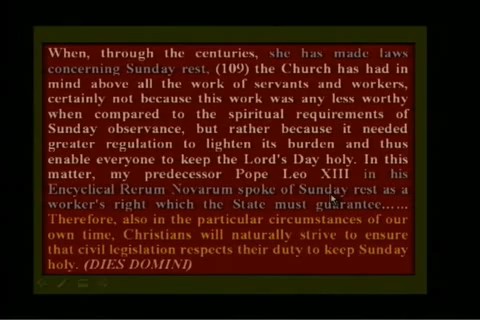 When, through the centuries, she has made laws
concerning Sunday rest, (109) the Church has had in
mind above all the work of servants and workers,
certainly not because this work was any less worthy
when compared to the spiritual requirements of
Sunday observance, but rather because it needed
greater regulation to lighten its burden and thus
enable everyone to keep the Lord's Day holy. In this
matter, my predecessor Pope Leo XIII in his
Encyclical Rerum Novarum spoke of Sunday rest as a
worker's right which the State must guarantee......
Therefore, also in the particular circumstances of our
own time, Christians will naturally strive to ensure
that civil legislation respects their duty to keep Sunday
holy. (DIES DOMINI)